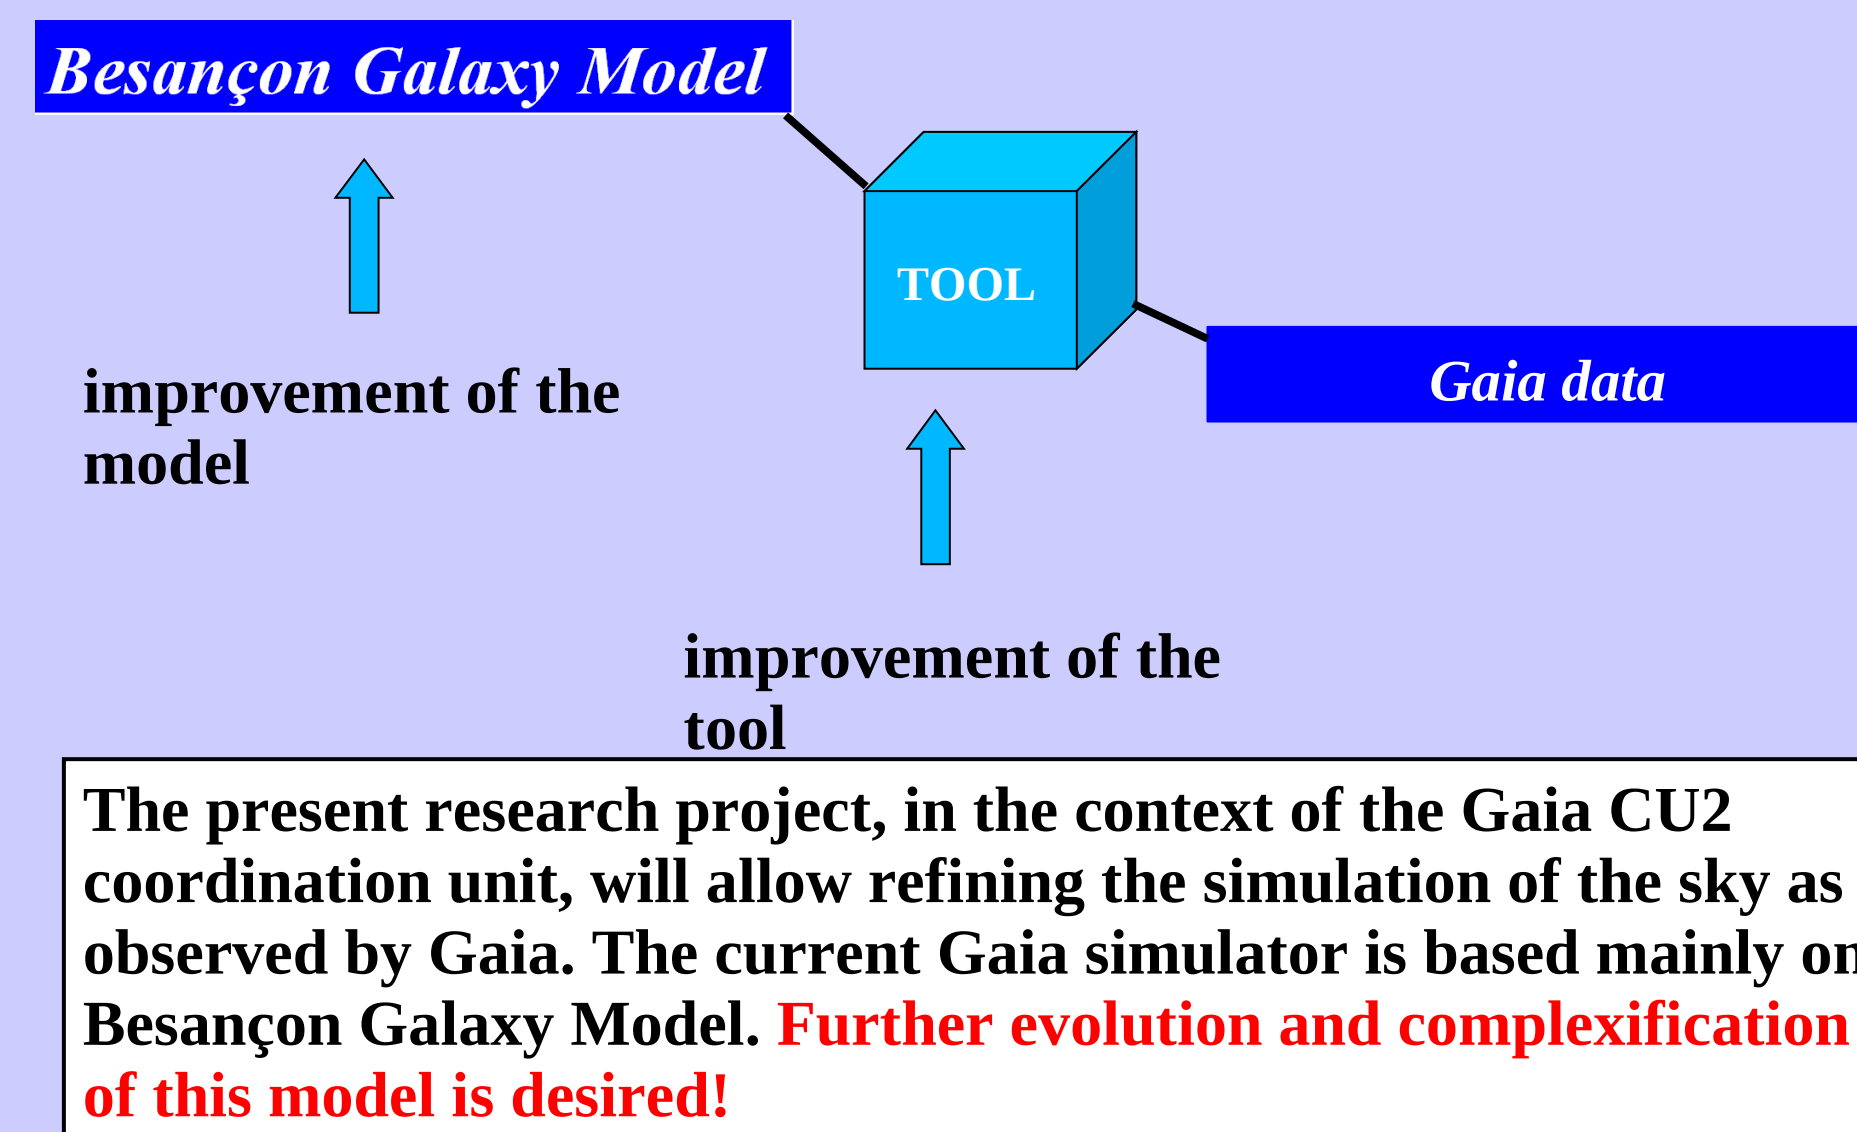 Besançon Galaxy Model
TOOL
Gaia data
improvement of the
model
improvement of the
tool
The present research project, in the context of the Gaia CU2
coordination unit, will allow refining the simulation of the sky as
observed by Gaia. The current Gaia simulator is based mainly on
Besançon Galaxy Model. Further evolution and complexification
of this model is desired!